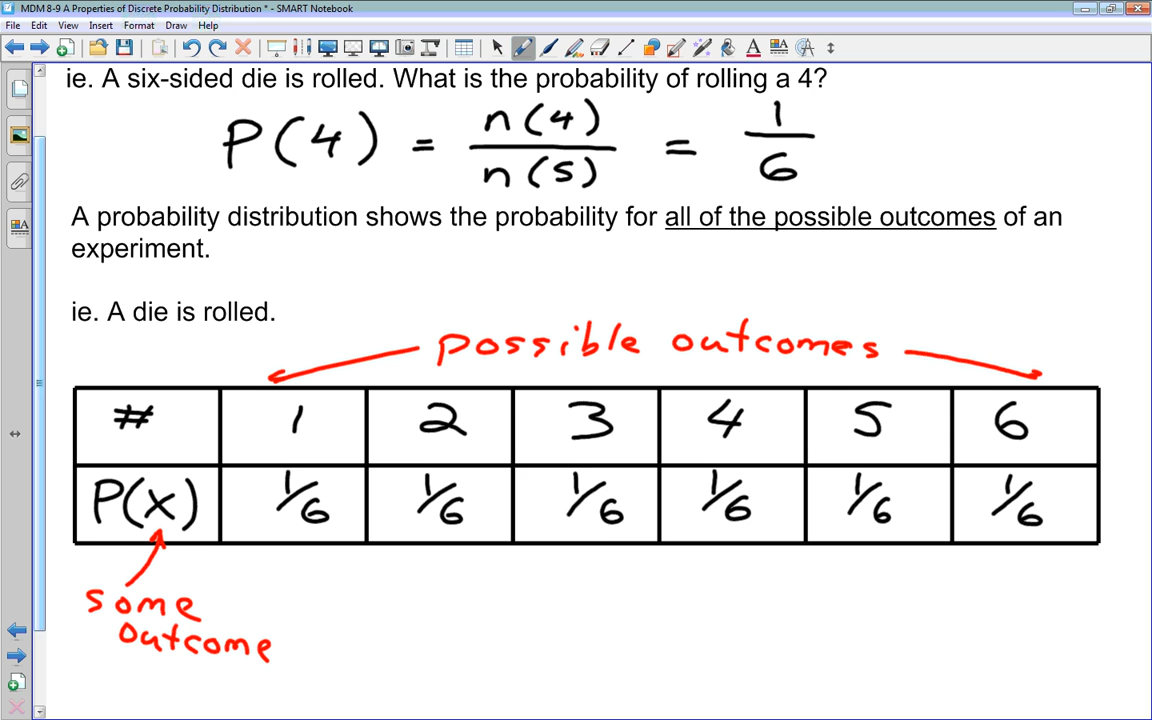 MDM 8-9 A Properties of Discrete Probability Distribution * - SMART Notebook
File Edit View Insert Format Tools Draw Help
ie. A six-sided die is rolled. What is the probability of rolling a 4?
P(4) = n(4)/n(S) = 1/6
A probability distribution shows the probability for all of the possible outcomes of an
experiment.
ie. A die is rolled.
possible outcomes
# 1 2 3 4 5 6
P(x) 1/6 1/6 1/6 1/6 1/6 1/6
some
outcome